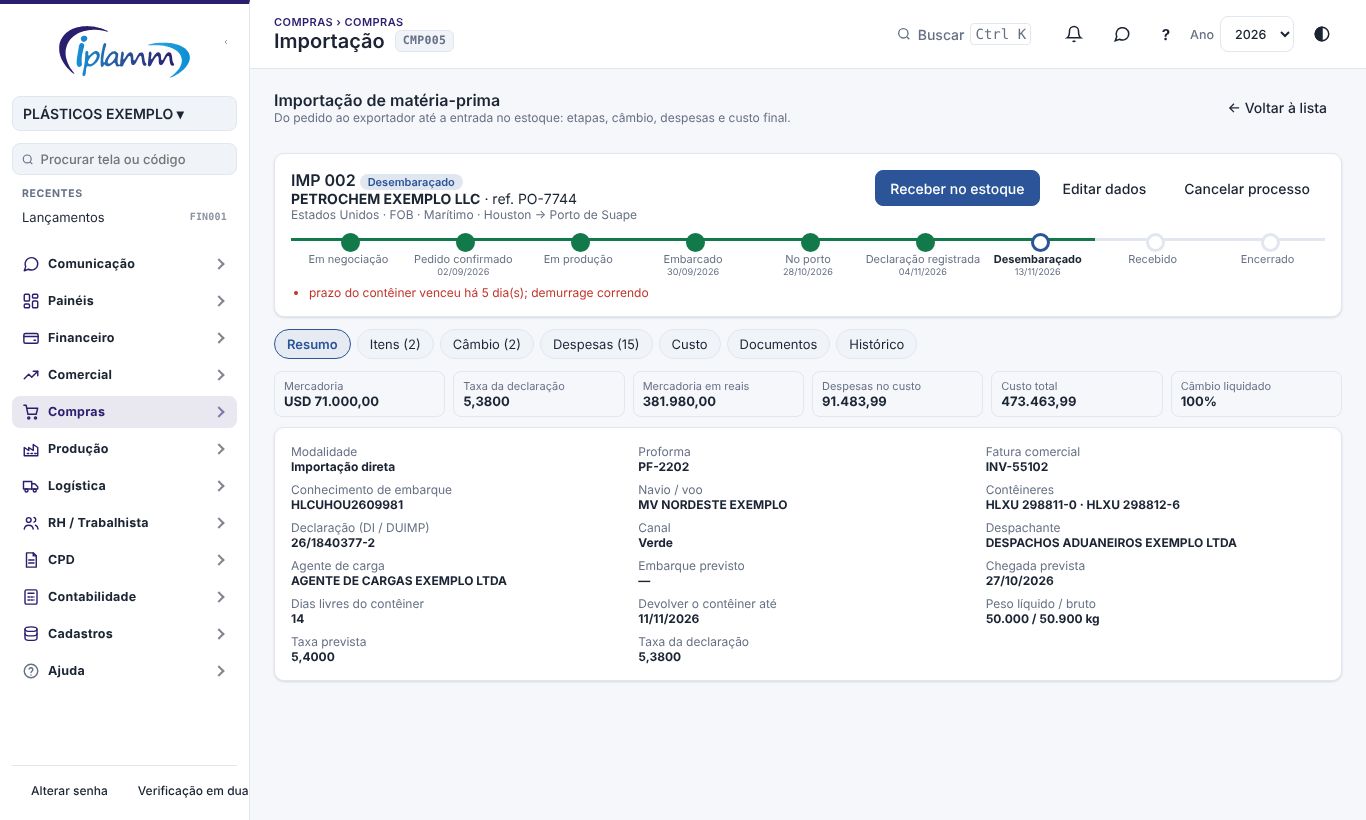 iplamm
PLÁSTICOS EXEMPLO ▾
Procurar tela ou código
RECENTES
Lançamentos FIN001
Comunicação
Painéis
Financeiro
Comercial
Compras
Produção
Logística
RH / Trabalhista
CPD
Contabilidade
Cadastros
Ajuda
Alterar senha Verificação em dua
COMPRAS › COMPRAS
Importação CMP005
Buscar Ctrl K ? Ano 2026
Importação de matéria-prima
Do pedido ao exportador até a entrada no estoque: etapas, câmbio, despesas e custo final.
← Voltar à lista
IMP 002 Desembaraçado
PETROCHEM EXEMPLO LLC · ref. PO-7744
Estados Unidos · FOB · Marítimo · Houston → Porto de Suape
Receber no estoque Editar dados Cancelar processo
Em negociação Pedido confirmado Em produção Embarcado No porto Declaração registrada Desembaraçado Recebido Encerrado
02/09/2026 30/09/2026 28/10/2026 04/11/2026 13/11/2026
• prazo do contêiner venceu há 5 dia(s); demurrage correndo
Resumo Itens (2) Câmbio (2) Despesas (15) Custo Documentos Histórico
Mercadoria Taxa da declaração Mercadoria em reais Despesas no custo Custo total Câmbio liquidado
USD 71.000,00 5,3800 381.980,00 91.483,99 473.463,99 100%
Modalidade Proforma Fatura comercial
Importação direta PF-2202 INV-55102
Conhecimento de embarque Navio / voo Contêineres
HLCUHOU2609981 MV NORDESTE EXEMPLO HLXU 298811-0 · HLXU 298812-6
Declaração (DI / DUIMP) Canal Despachante
26/1840377-2 Verde DESPACHOS ADUANEIROS EXEMPLO LTDA
Agente de carga Embarque previsto Chegada prevista
AGENTE DE CARGAS EXEMPLO LTDA — 27/10/2026
Dias livres do contêiner Devolver o contêiner até Peso líquido / bruto
14 11/11/2026 50.000 / 50.900 kg
Taxa prevista Taxa da declaração
5,4000 5,3800